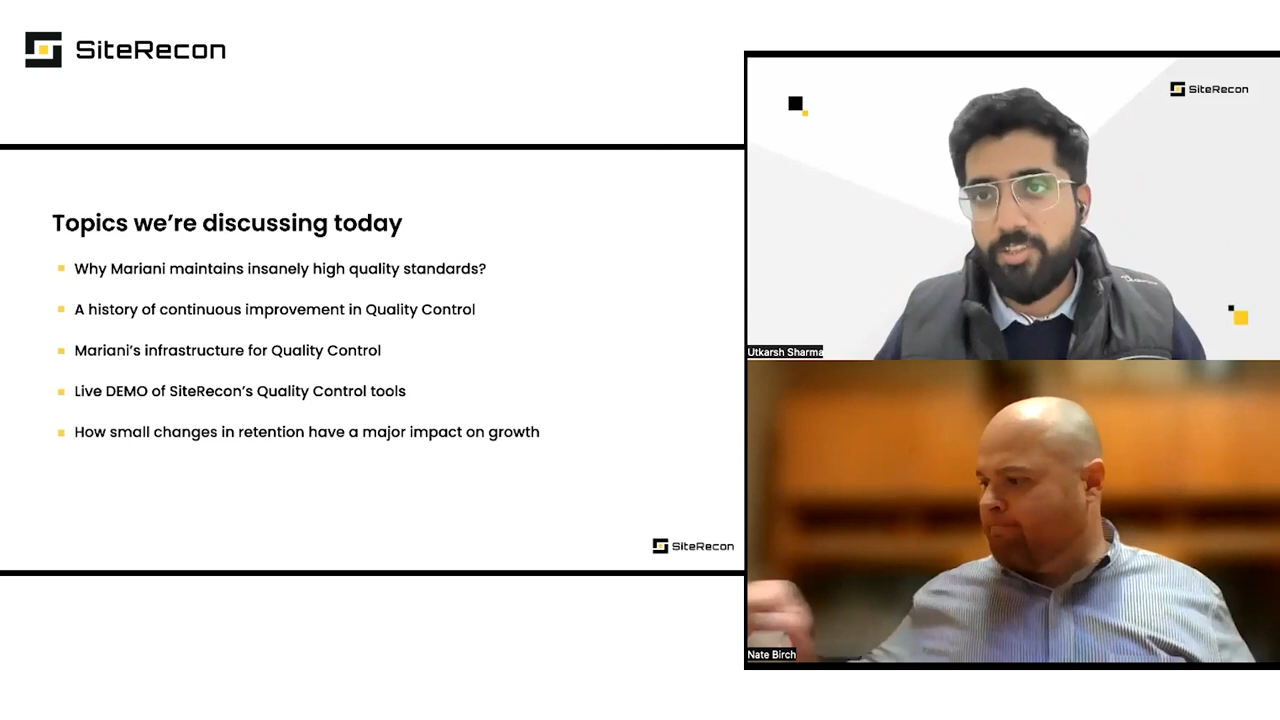 SiteRecon
Topics we're discussing today
Why Mariani maintains insanely high quality standards?
A history of continuous improvement in Quality Control
Mariani's infrastructure for Quality Control
Live DEMO of SiteRecon's Quality Control tools
How small changes in retention have a major impact on growth
SiteRecon
SiteRecon
Utkarsh Sharma
Nate Birch